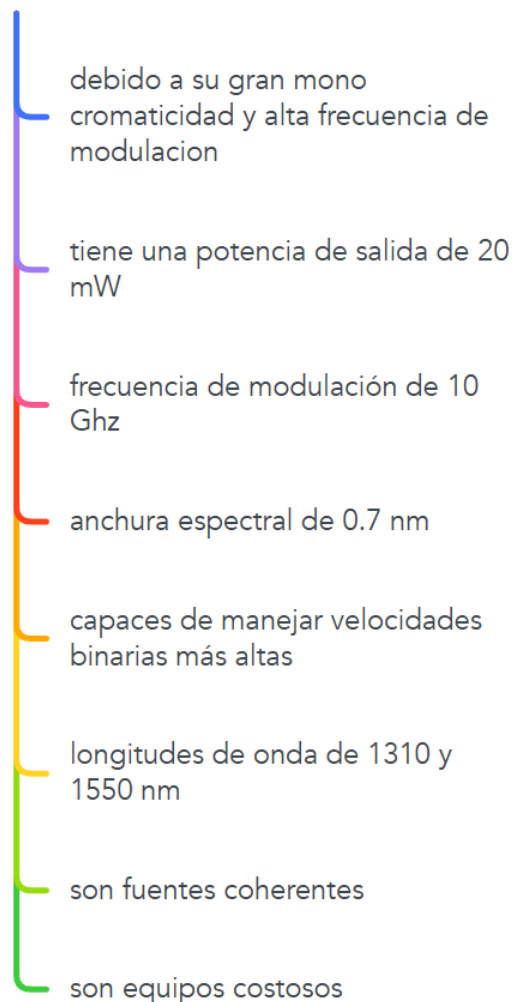 debido a su gran mono
cromaticidad y alta frecuencia de
modulacion
tiene una potencia de salida de 20
mW
frecuencia de modulación de 10
Ghz
anchura espectral de 0.7 nm
capaces de manejar velocidades
binarias más altas
longitudes de onda de 1310 y
1550 nm
son fuentes coherentes
son equipos costosos